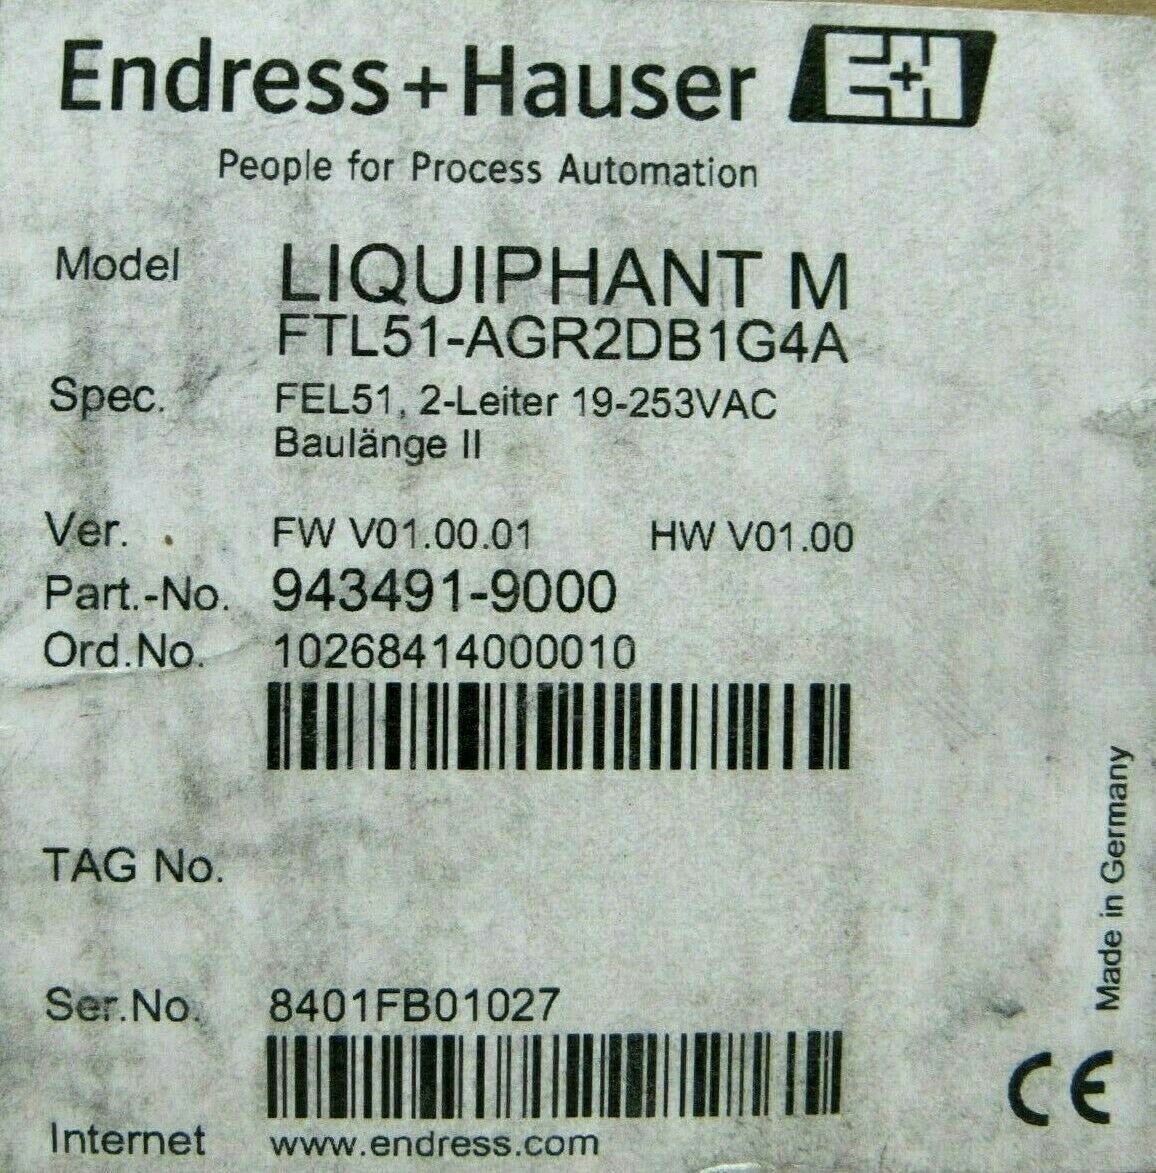 Endress+Hauser E+H
People for Process Automation
Model LIQUIPHANT M
FTL51-AGR2DB1G4A
Spec. FEL51, 2-Leiter 19-253VAC
Baulänge II
Ver. FW V01.00.01 HW V01.00
Part.-No. 943491-9000
Ord.No. 10268414000010
TAG No.
Ser.No. 8401FB01027
Internet www.endress.com
Made in Germany
CE